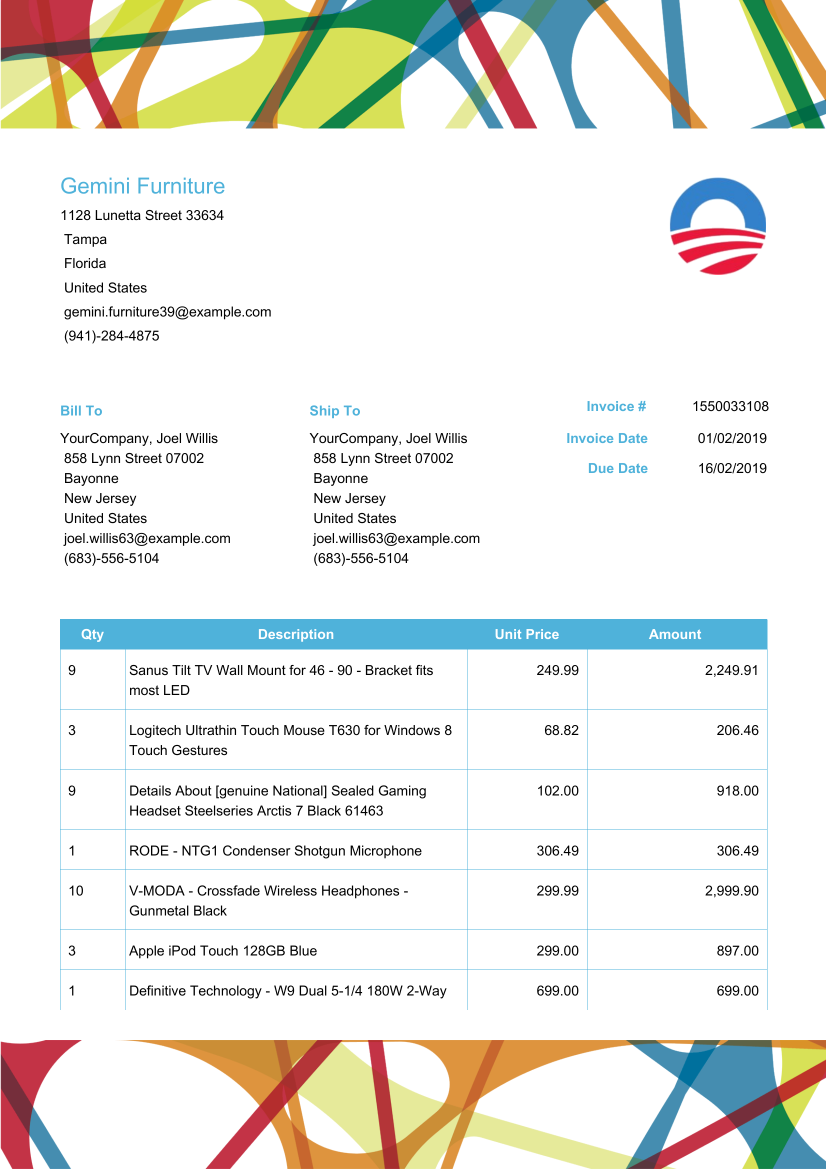 Gemini Furniture
1128 Lunetta Street 33634
Tampa
Florida
United States
gemini.furniture39@example.com
(941)-284-4875
Bill To
YourCompany, Joel Willis
858 Lynn Street 07002
Bayonne
New Jersey
United States
joel.willis63@example.com
(683)-556-5104
Ship To
YourCompany, Joel Willis
858 Lynn Street 07002
Bayonne
New Jersey
United States
joel.willis63@example.com
(683)-556-5104
Invoice # 1550033108
Invoice Date 01/02/2019
Due Date 16/02/2019
Qty Description Unit Price Amount
9 Sanus Tilt TV Wall Mount for 46 - 90 - Bracket fits 249.99 2,249.91
most LED
3 Logitech Ultrathin Touch Mouse T630 for Windows 8 68.82 206.46
Touch Gestures
9 Details About [genuine National] Sealed Gaming 102.00 918.00
Headset Steelseries Arctis 7 Black 61463
1 RODE - NTG1 Condenser Shotgun Microphone 306.49 306.49
10 V-MODA - Crossfade Wireless Headphones - 299.99 2,999.90
Gunmetal Black
3 Apple iPod Touch 128GB Blue 299.00 897.00
1 Definitive Technology - W9 Dual 5-1/4 180W 2-Way 699.00 699.00